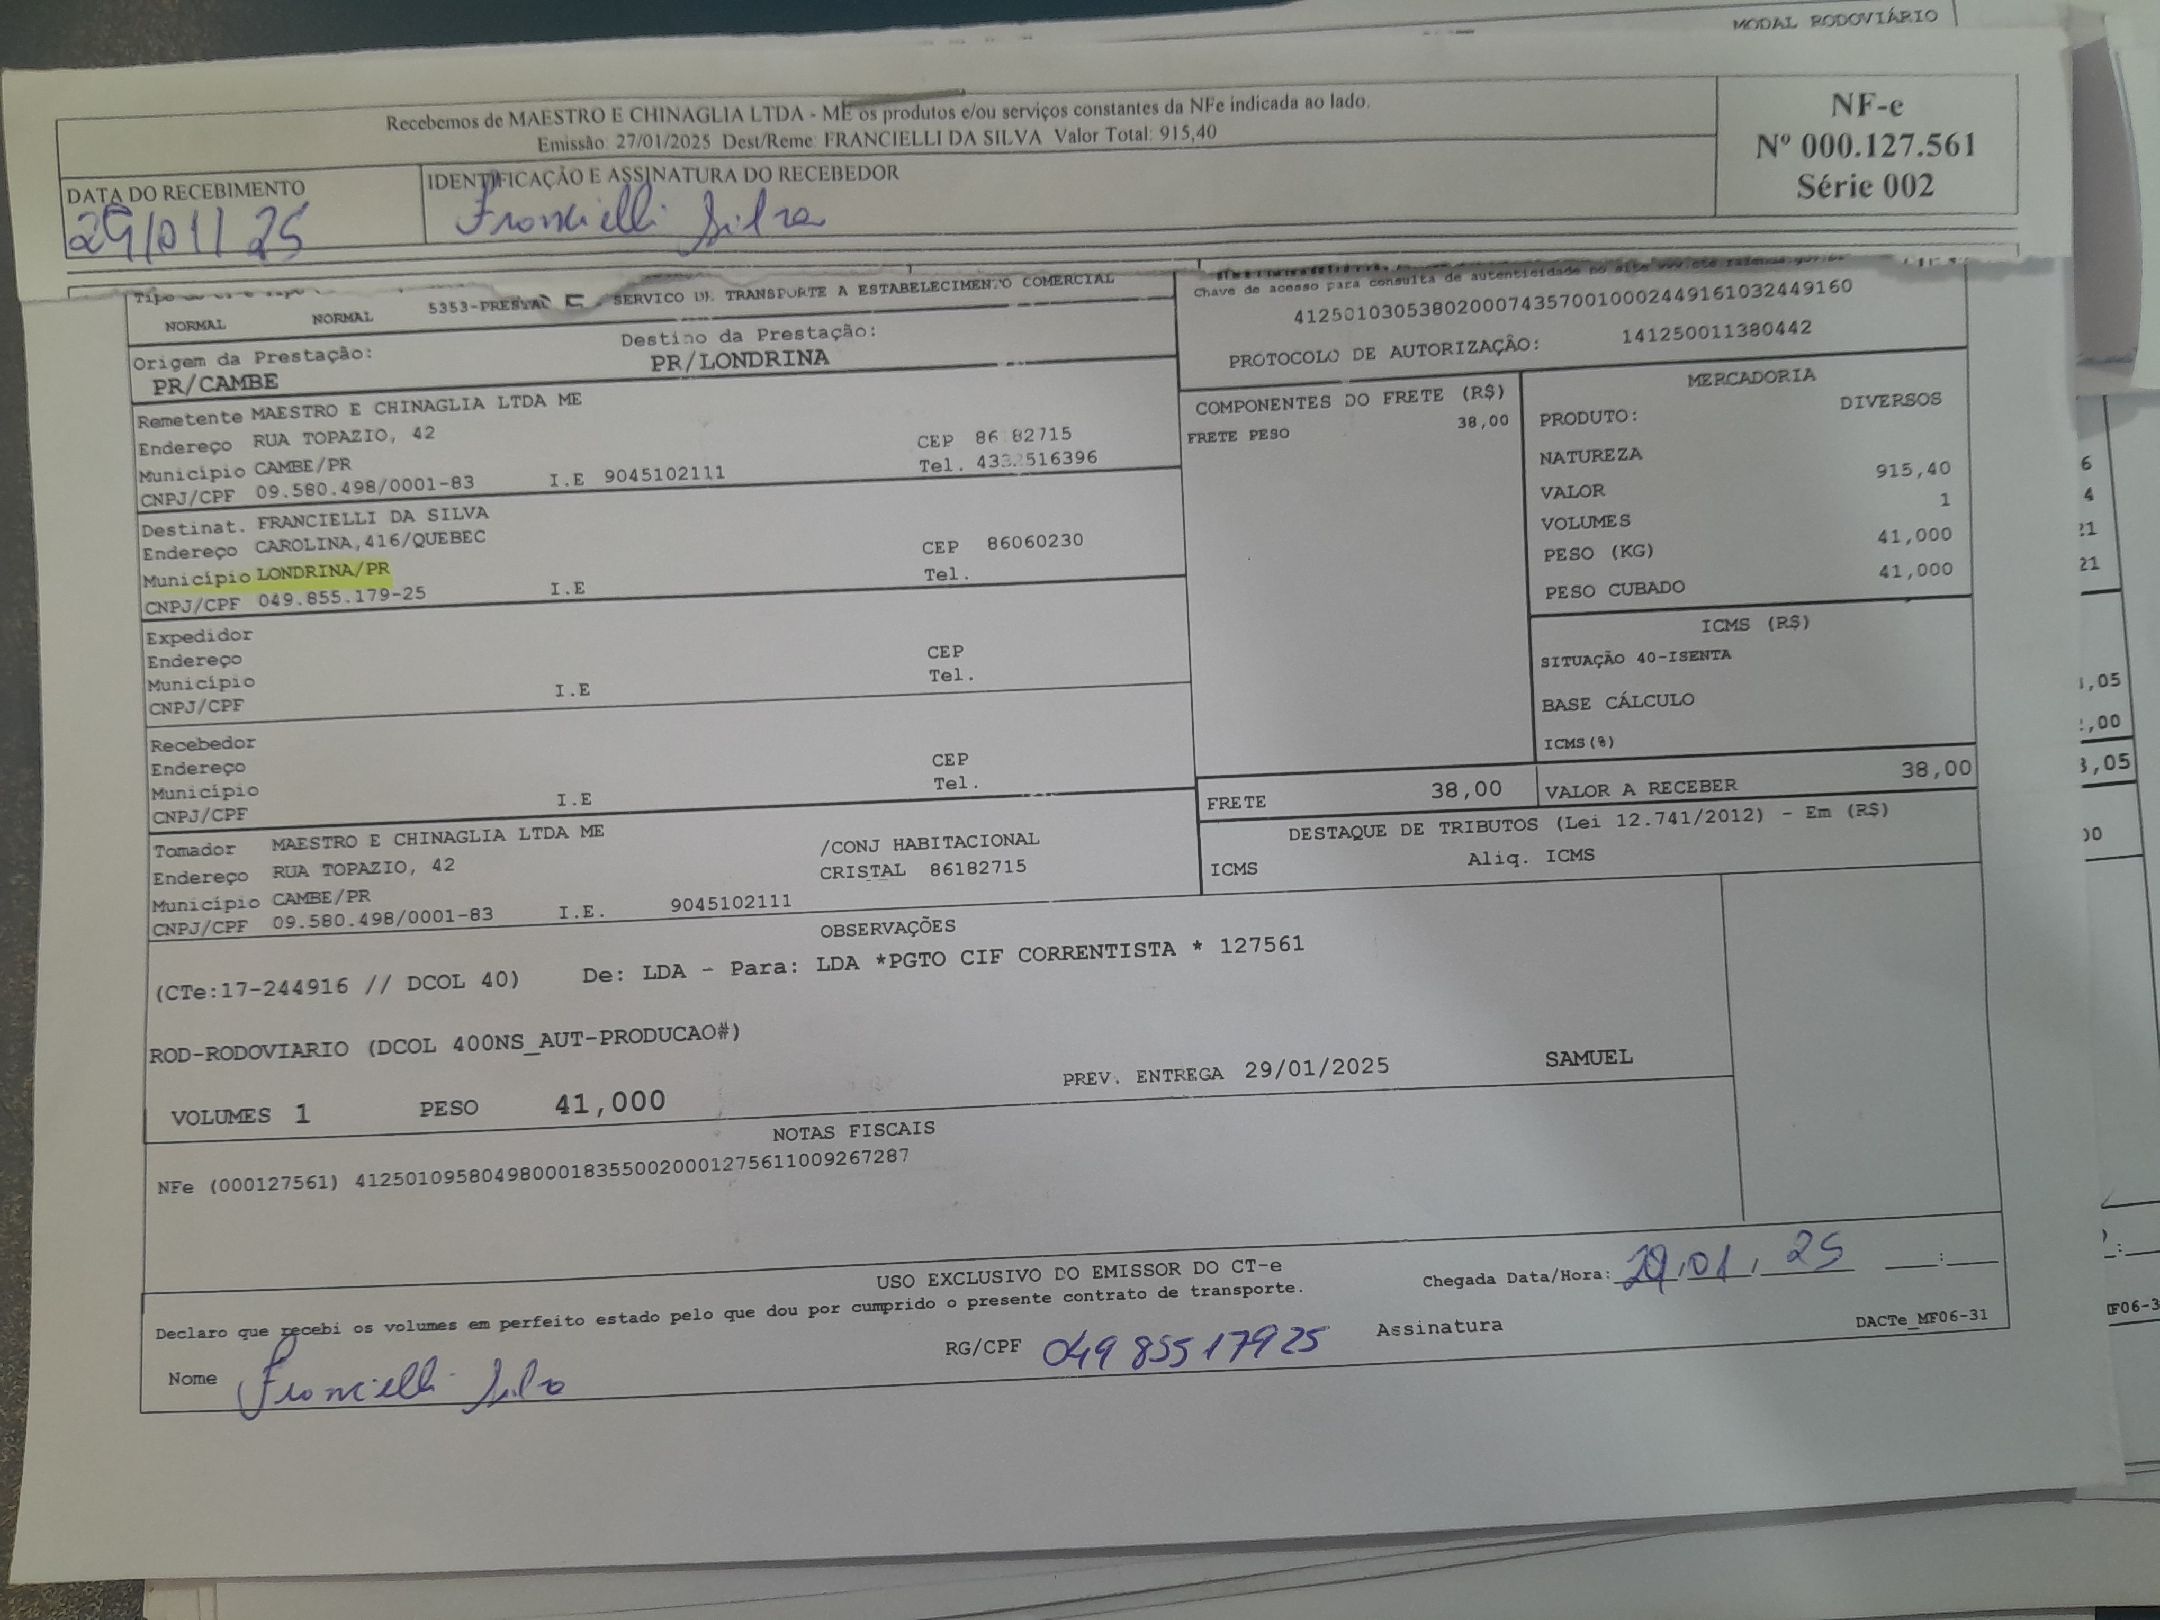 MODAL RODOVIÁRIO
Recebemos de MAESTRO E CHINAGLIA LTDA - ME os produtos e/ou serviços constantes da NFe indicada ao lado.
Emissão: 27/01/2025 Dest/Reme: FRANCIELLI DA SILVA Valor Total: 915,40
NF-e
Nº 000.127.561
Série 002
DATA DO RECEBIMENTO
29/01/25
IDENTIFICAÇÃO E ASSINATURA DO RECEBEDOR
Francielli Silva
NORMAL NORMAL 5353-PRESTA SERVICO DE TRANSPORTE A ESTABELECIMENTO COMERCIAL
Chave de acesso para consulta de autenticidade no site
41250103053802000743570010002449161032449160
PROTOCOLO DE AUTORIZAÇÃO: 141250011380442
Origem da Prestação:
PR/CAMBE
Destino da Prestação:
PR/LONDRINA
Remetente MAESTRO E CHINAGLIA LTDA ME
Endereço RUA TOPAZIO, 42 CEP 86 82715
Município CAMBE/PR Tel. 4332516396
CNPJ/CPF 09.580.498/0001-83 I.E 9045102111
Destinat. FRANCIELLI DA SILVA
Endereço CAROLINA,416/QUEBEC CEP 86060230
Município LONDRINA/PR Tel.
CNPJ/CPF 049.855.179-25 I.E
Expedidor
Endereço CEP
Município Tel.
CNPJ/CPF I.E
Recebedor
Endereço CEP
Município Tel.
CNPJ/CPF I.E
Tomador MAESTRO E CHINAGLIA LTDA ME /CONJ HABITACIONAL
Endereço RUA TOPAZIO, 42 CRISTAL 86182715
Município CAMBE/PR
CNPJ/CPF 09.580.498/0001-83 I.E. 9045102111
COMPONENTES DO FRETE (R$)
FRETE PESO 38,00
MERCADORIA
PRODUTO: DIVERSOS
NATUREZA
VALOR 915,40
VOLUMES 1
PESO (KG) 41,000
PESO CUBADO 41,000
ICMS (R$)
SITUAÇÃO 40-ISENTA
BASE CÁLCULO
ICMS(%)
FRETE 38,00 VALOR A RECEBER 38,00
DESTAQUE DE TRIBUTOS (Lei 12.741/2012) - Em (R$)
ICMS Aliq. ICMS
OBSERVAÇÕES
(CTe:17-244916 // DCOL 40) De: LDA - Para: LDA *PGTO CIF CORRENTISTA * 127561
ROD-RODOVIARIO (DCOL 400NS_AUT-PRODUCAO#)
VOLUMES 1 PESO 41,000 PREV. ENTREGA 29/01/2025 SAMUEL
NOTAS FISCAIS
NFe (000127561) 41250109580498000183550020001275611009267287
USO EXCLUSIVO DO EMISSOR DO CT-e
Declaro que recebi os volumes em perfeito estado pelo que dou por cumprido o presente contrato de transporte.
Chegada Data/Hora: 29,01, 25 :
Nome Francielli Silva RG/CPF 04985517925 Assinatura
DACTe_MF06-31